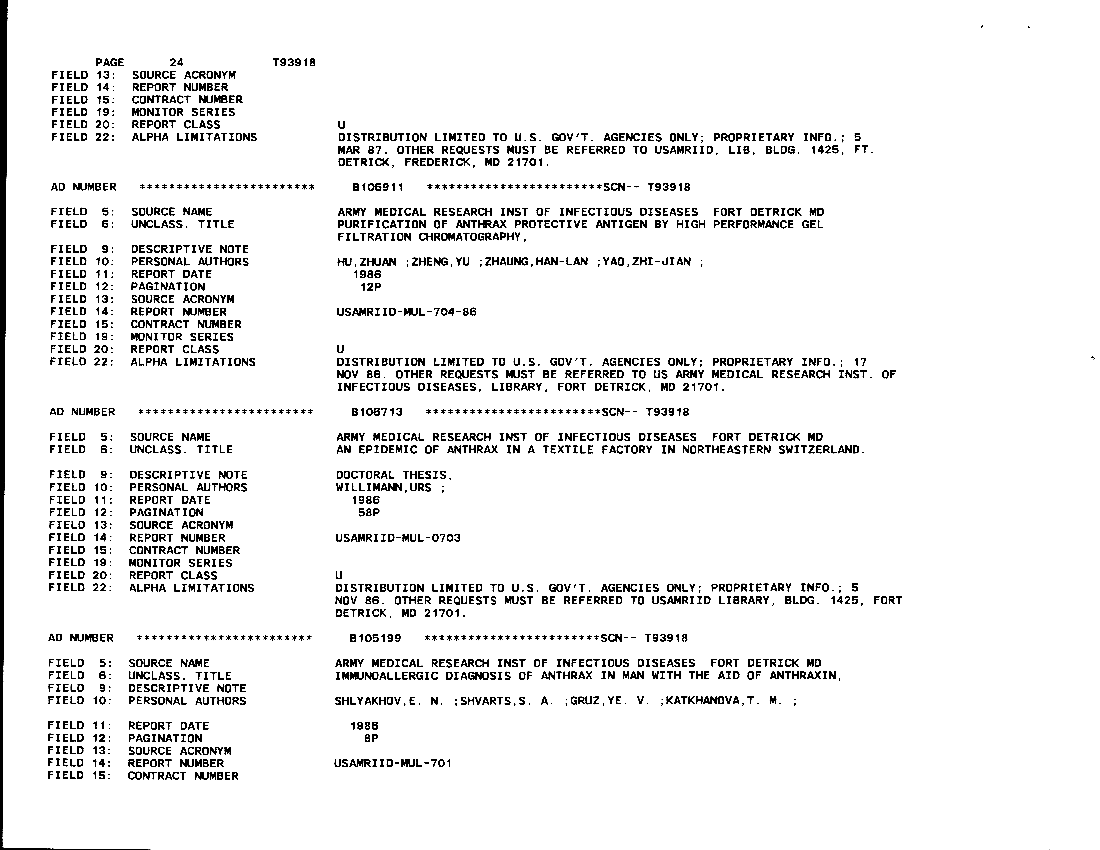 PAGE 24 T93918
FIELD 13: SOURCE ACRONYM
FIELD 14: REPORT NUMBER
FIELD 15: CONTRACT NUMBER
FIELD 19: MONITOR SERIES
FIELD 20: REPORT CLASS U
FIELD 22: ALPHA LIMITATIONS DISTRIBUTION LIMITED TO U.S. GOV'T. AGENCIES ONLY; PROPRIETARY INFO.; 5
MAR 87. OTHER REQUESTS MUST BE REFERRED TO USAMRIID, LIB, BLDG. 1425, FT.
DETRICK, FREDERICK, MD 21701.
AD NUMBER ************************ B106911 ************************SCN-- T93918
FIELD 5: SOURCE NAME ARMY MEDICAL RESEARCH INST OF INFECTIOUS DISEASES FORT DETRICK MD
FIELD 6: UNCLASS. TITLE PURIFICATION OF ANTHRAX PROTECTIVE ANTIGEN BY HIGH PERFORMANCE GEL
FILTRATION CHROMATOGRAPHY,
FIELD 9: DESCRIPTIVE NOTE
FIELD 10: PERSONAL AUTHORS HU,ZHUAN ;ZHENG,YU ;ZHAUNG,HAN-LAN ;YAO,ZHI-JIAN ;
FIELD 11: REPORT DATE 1986
FIELD 12: PAGINATION 12P
FIELD 13: SOURCE ACRONYM
FIELD 14: REPORT NUMBER USAMRIID-MUL-704-86
FIELD 15: CONTRACT NUMBER
FIELD 19: MONITOR SERIES
FIELD 20: REPORT CLASS U
FIELD 22: ALPHA LIMITATIONS DISTRIBUTION LIMITED TO U.S. GOV'T. AGENCIES ONLY; PROPRIETARY INFO.; 17
NOV 86. OTHER REQUESTS MUST BE REFERRED TO US ARMY MEDICAL RESEARCH INST. OF
INFECTIOUS DISEASES, LIBRARY, FORT DETRICK, MD 21701.
AD NUMBER ************************ B106713 ************************SCN-- T93918
FIELD 5: SOURCE NAME ARMY MEDICAL RESEARCH INST OF INFECTIOUS DISEASES FORT DETRICK MD
FIELD 6: UNCLASS. TITLE AN EPIDEMIC OF ANTHRAX IN A TEXTILE FACTORY IN NORTHEASTERN SWITZERLAND.
FIELD 9: DESCRIPTIVE NOTE DOCTORAL THESIS,
FIELD 10: PERSONAL AUTHORS WILLIMANN,URS ;
FIELD 11: REPORT DATE 1986
FIELD 12: PAGINATION 58P
FIELD 13: SOURCE ACRONYM
FIELD 14: REPORT NUMBER USAMRIID-MUL-0703
FIELD 15: CONTRACT NUMBER
FIELD 19: MONITOR SERIES
FIELD 20: REPORT CLASS U
FIELD 22: ALPHA LIMITATIONS DISTRIBUTION LIMITED TO U.S. GOV'T. AGENCIES ONLY; PROPRIETARY INFO.; 5
NOV 86. OTHER REQUESTS MUST BE REFERRED TO USAMRIID LIBRARY, BLDG. 1425, FORT
DETRICK, MD 21701.
AD NUMBER ************************ B105199 ************************SCN-- T93918
FIELD 5: SOURCE NAME ARMY MEDICAL RESEARCH INST OF INFECTIOUS DISEASES FORT DETRICK MD
FIELD 6: UNCLASS. TITLE IMMUNOALLERGIC DIAGNOSIS OF ANTHRAX IN MAN WITH THE AID OF ANTHRAXIN,
FIELD 9: DESCRIPTIVE NOTE
FIELD 10: PERSONAL AUTHORS SHLYAKHOV,E. N. ;SHVARTS,S. A. ;GRUZ,YE. V. ;KATKHANOVA,T. M. ;
FIELD 11: REPORT DATE 1986
FIELD 12: PAGINATION 8P
FIELD 13: SOURCE ACRONYM
FIELD 14: REPORT NUMBER USAMRIID-MUL-701
FIELD 15: CONTRACT NUMBER